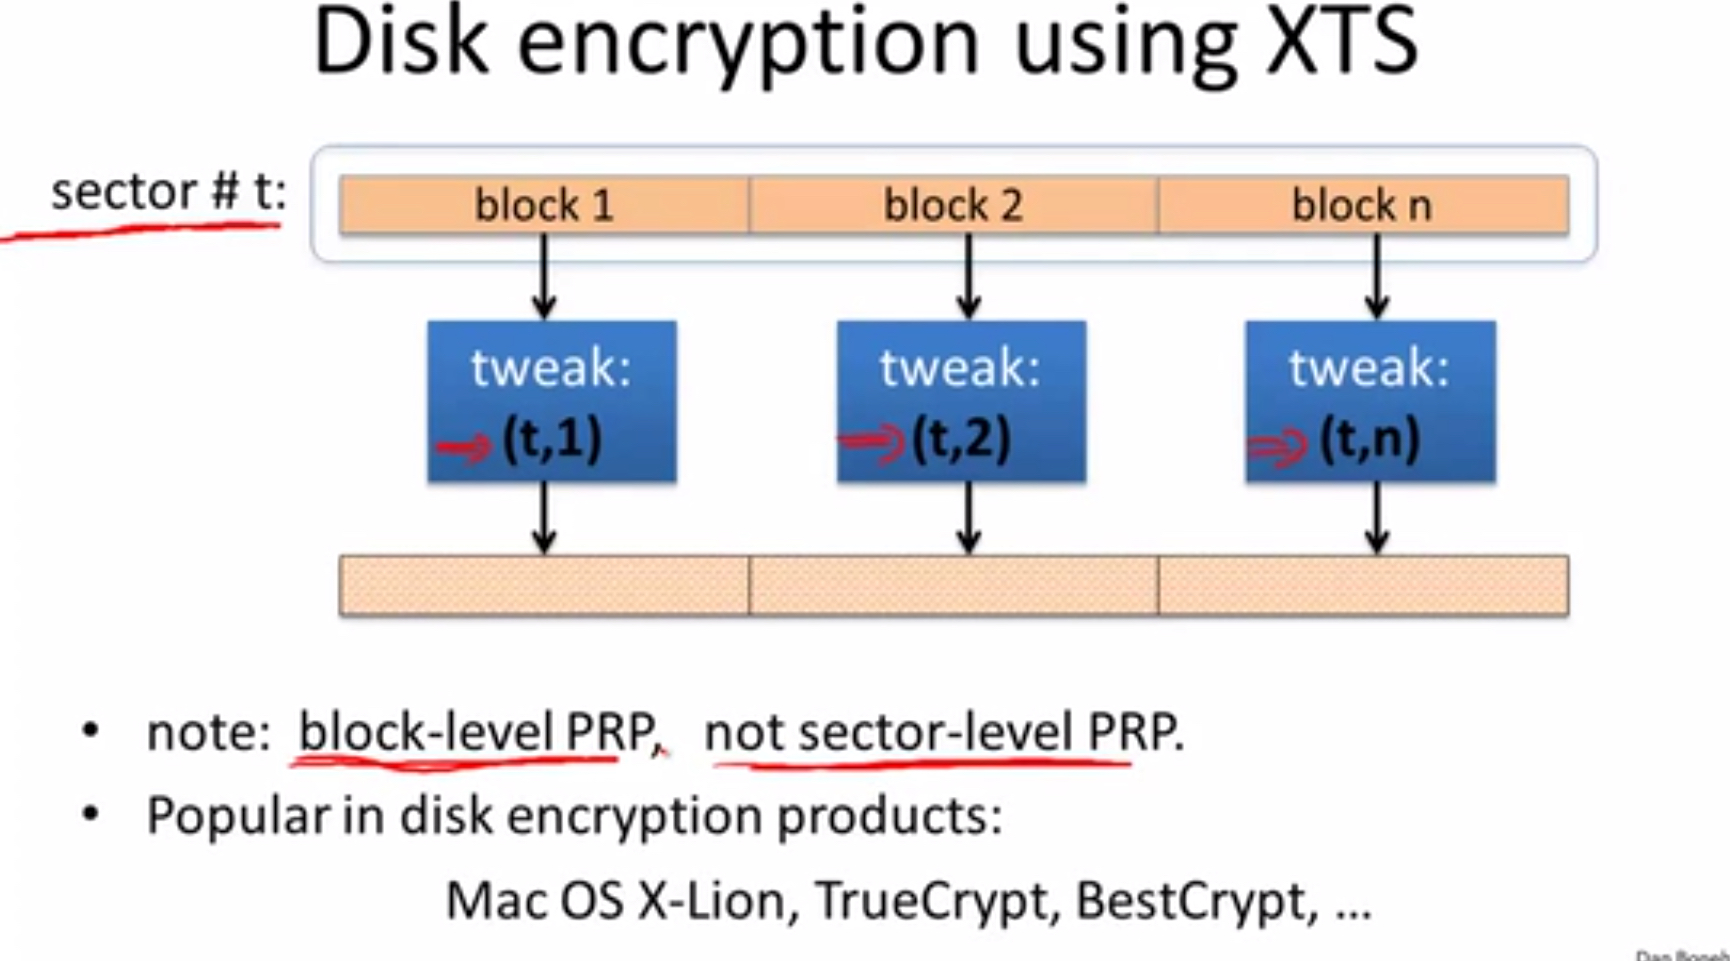 Disk encryption using XTS
sector # t:
block 1
block 2
block n
tweak:
(t,1)
tweak:
(t,2)
tweak:
(t,n)
• note: block-level PRP, not sector-level PRP.
• Popular in disk encryption products:
Mac OS X-Lion, TrueCrypt, BestCrypt, ...
Dan